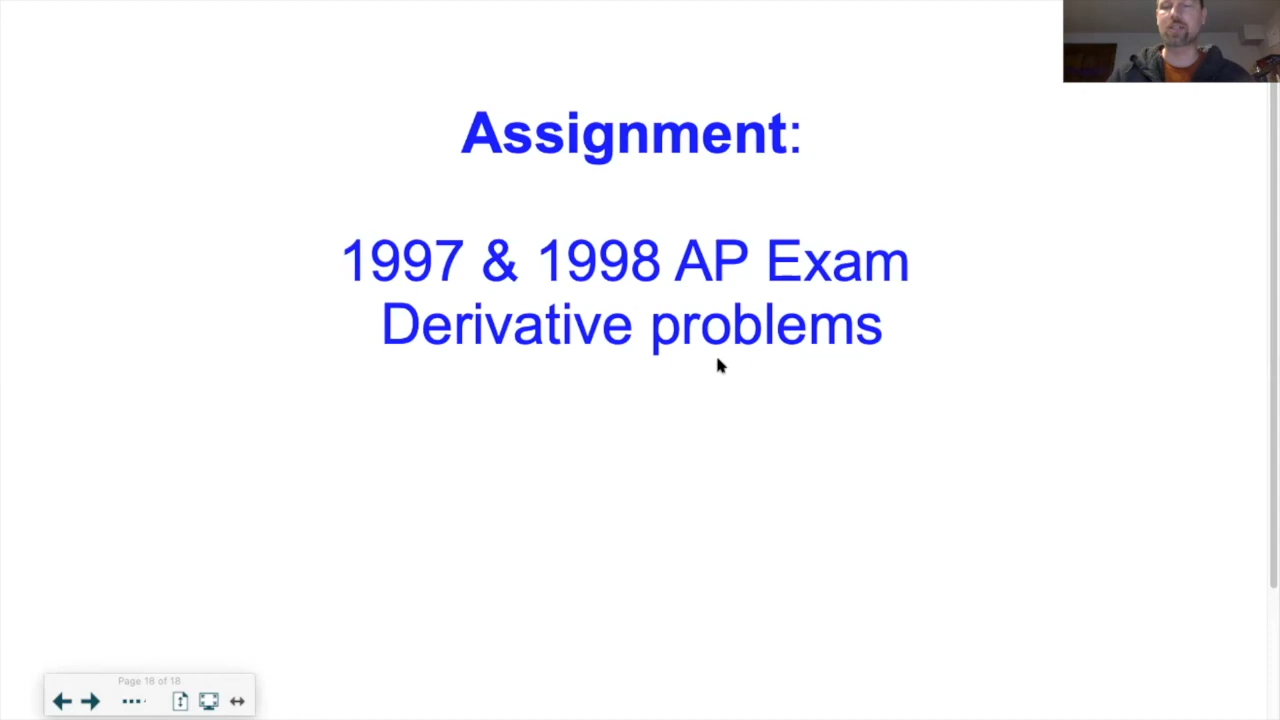 Assignment:
1997 & 1998 AP Exam
Derivative problems
Page 18 of 18